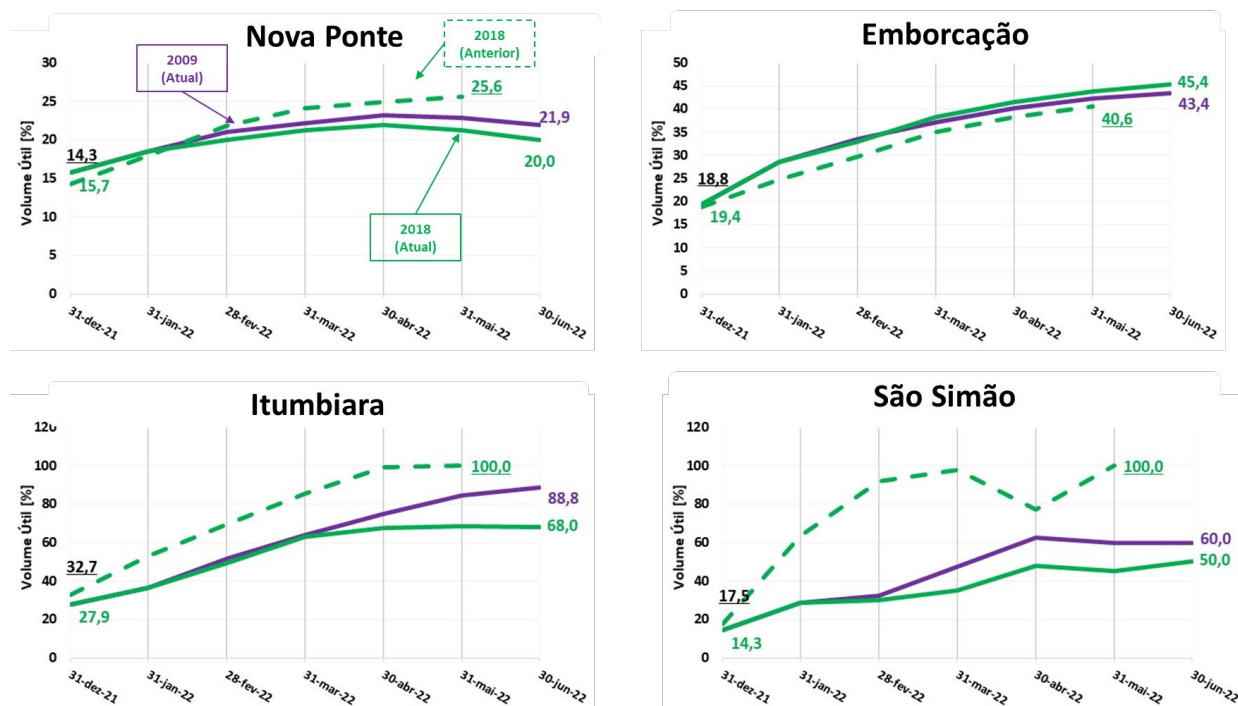 Nova Ponte
2009
(Atual)
2018
(Anterior)
2018
(Atual)
Volume Útil [%]
30
25
20
15
10
5
0
14,3
15,7
25,6
21,9
20,0
31-dez-21
31-jan-22
28-fev-22
31-mar-22
30-abr-22
31-mai-22
30-jun-22
Emborcação
Volume Útil [%]
50
45
40
35
30
25
20
15
10
5
0
18,8
19,4
45,4
43,4
40,6
31-dez-21
31-jan-22
28-fev-22
31-mar-22
30-abr-22
31-mai-22
30-jun-22
Itumbiara
Volume Útil [%]
120
100
80
60
40
20
0
32,7
27,9
100,0
88,8
68,0
31-dez-21
31-jan-22
28-fev-22
31-mar-22
30-abr-22
31-mai-22
30-jun-22
São Simão
Volume Útil [%]
120
100
80
60
40
20
0
17,5
14,3
100,0
60,0
50,0
31-dez-21
31-jan-22
28-fev-22
31-mar-22
30-abr-22
31-mai-22
30-jun-22